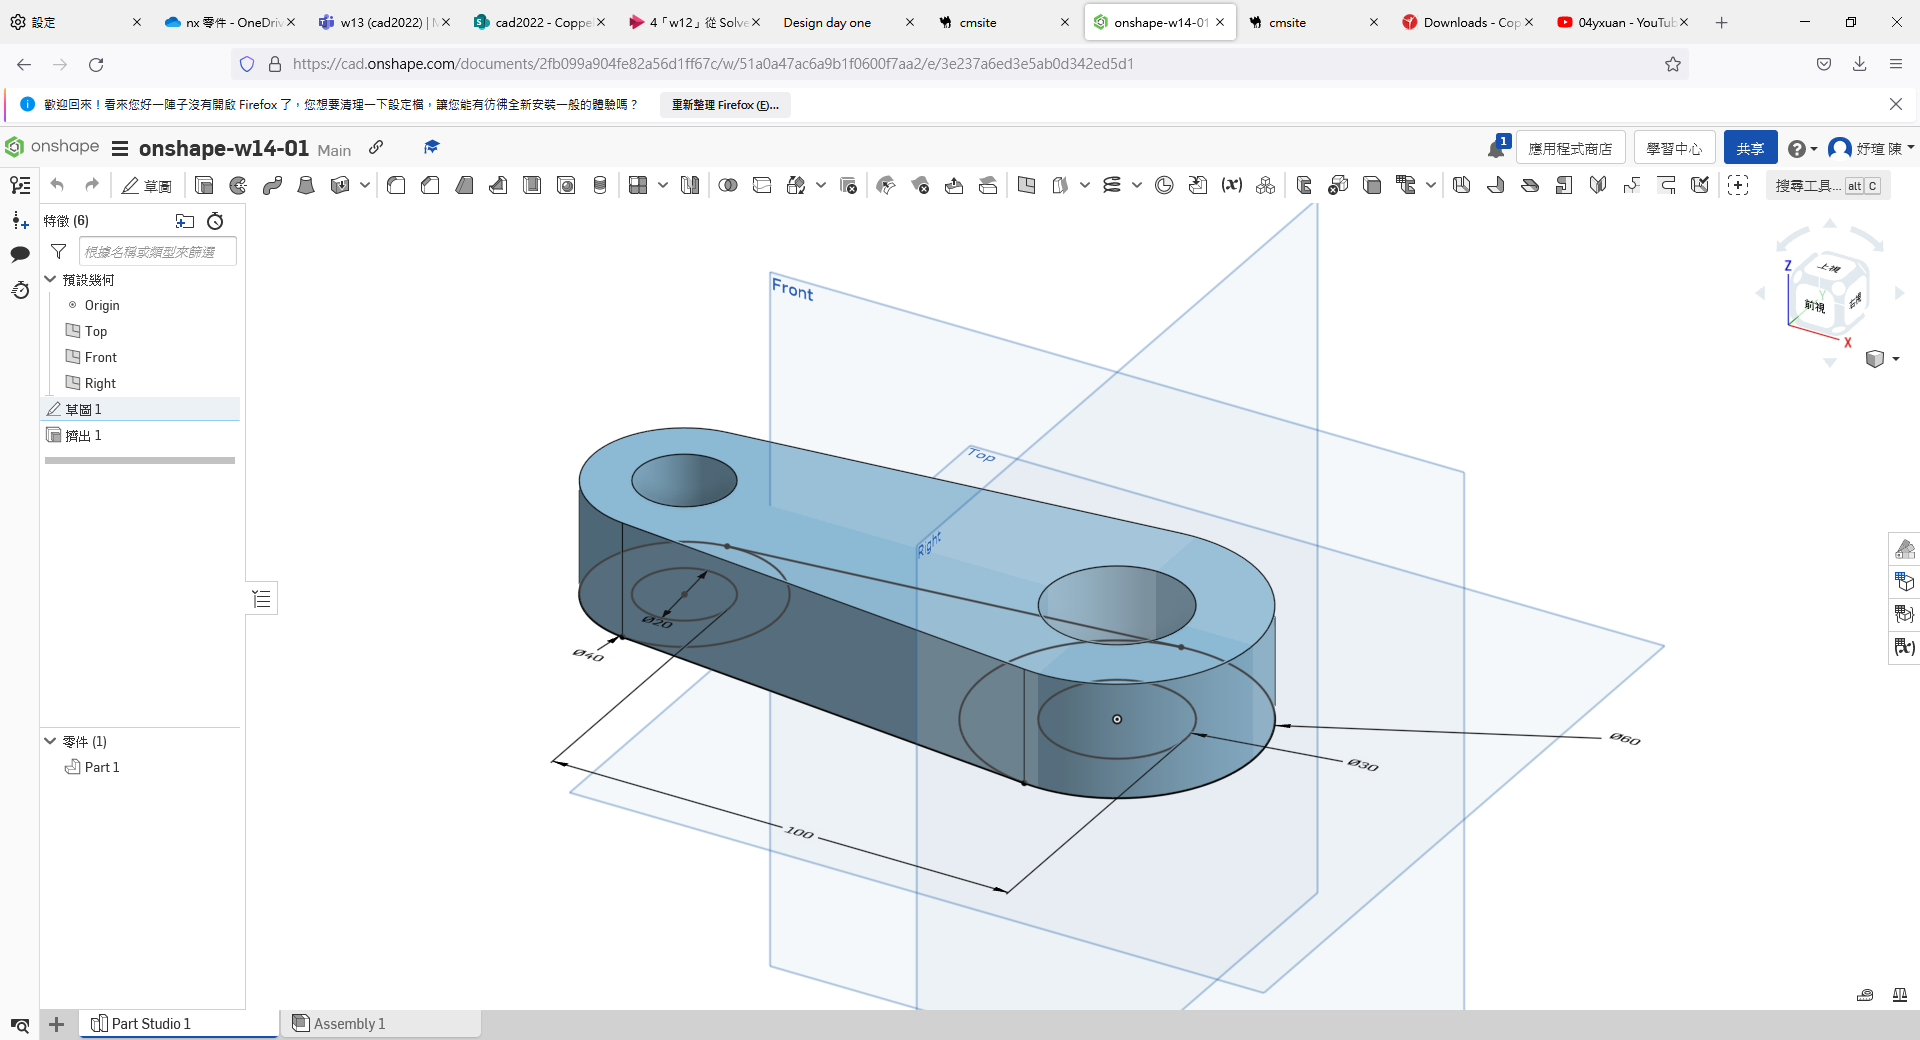 設定
nx 零件 - OneDriv
w13 (cad2022) | M
cad2022 - Coppe
4「w12」從 Solve
Design day one
cmsite
onshape-w14-01
cmsite
Downloads - Cop
04yxuan - YouTub
https://cad.onshape.com/documents/2fb099a904fe82a56d1ff67c/w/51a0a47ac6a9b1f0600f7aa2/e/3e237a6ed3e5ab0d342ed5d1
歡迎回來！看來您好一陣子沒有開啟 Firefox 了，您想要清理一下設定檔，讓您能有彷彿全新安裝一般的體驗嗎？
重新整理 Firefox (E)...
onshape
onshape-w14-01 Main
1
應用程式商店
學習中心
共享
妤瑄 陳
草圖
(x)
搜尋工具... alt C
特徵 (6)
根據名稱或類型來篩選
預設幾何
Origin
Top
Front
Right
草圖 1
擠出 1
零件 (1)
Part 1
Front
Top
Right
Ø20
Ø40
Ø60
Ø30
100
Z
上視
前視
右視
Y
X
(x)
Part Studio 1
Assembly 1